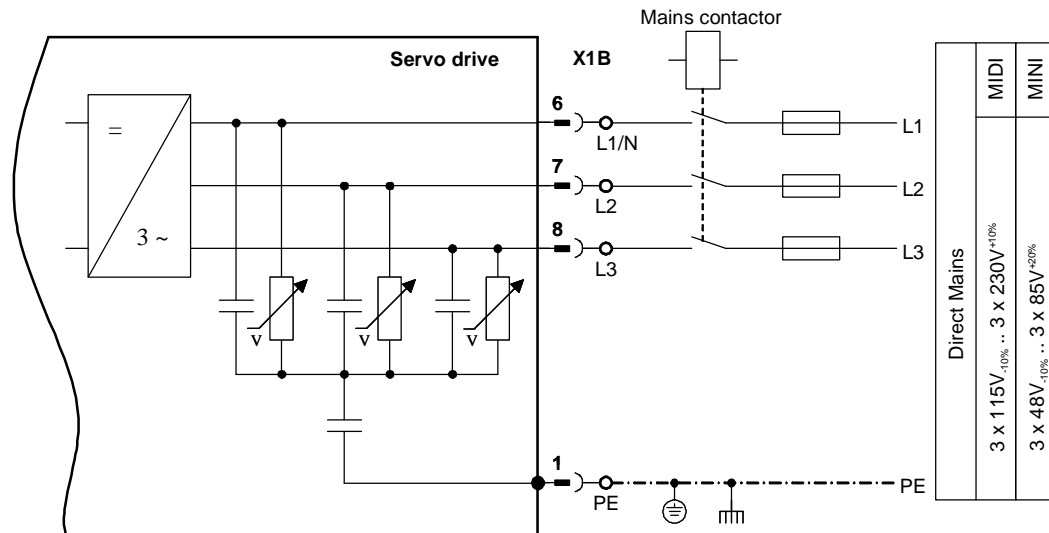 Mains contactor
Servo drive
X1B
=
3 ~
6
L1/N
L1
7
L2
L2
8
L3
L3
V
V
V
1
PE
PE
Direct Mains
MIDI
3 x 115V-10% .. 3 x 230V+10%
MINI
3 x 48V-10% .. 3 x 85V+20%